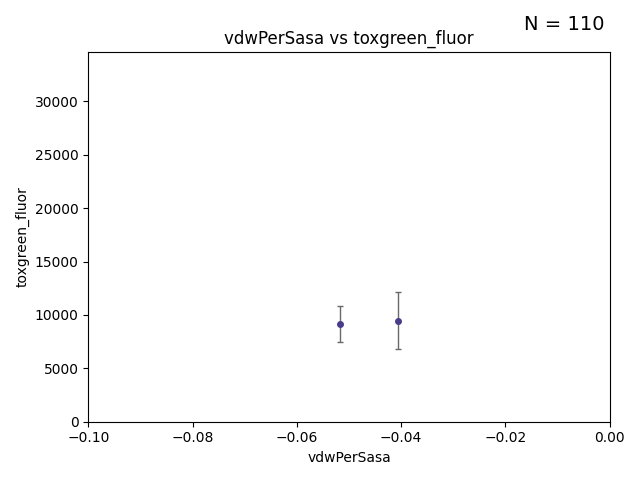 N = 110
vdwPerSasa vs toxgreen_fluor
toxgreen_fluor
30000
25000
20000
15000
10000
5000
0
−0.10 −0.08 −0.06 −0.04 −0.02 0.00
vdwPerSasa